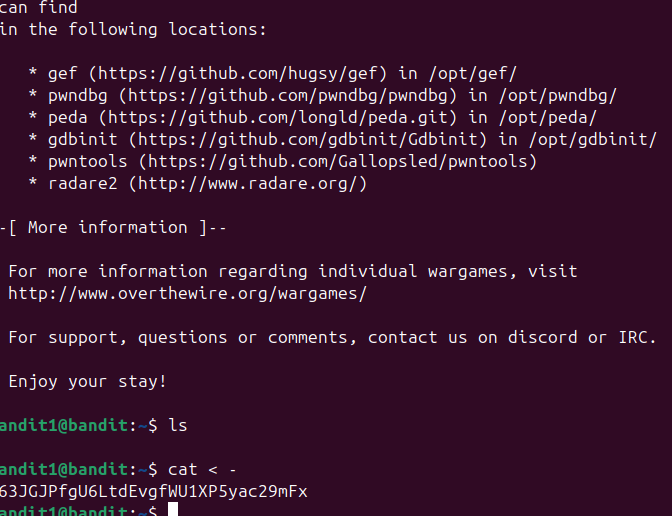 can find
in the following locations:
* gef (https://github.com/hugsy/gef) in /opt/gef/
* pwndbg (https://github.com/pwndbg/pwndbg) in /opt/pwndbg/
* peda (https://github.com/longld/peda.git) in /opt/peda/
* gdbinit (https://github.com/gdbinit/Gdbinit) in /opt/gdbinit/
* pwntools (https://github.com/Gallopsled/pwntools)
* radare2 (http://www.radare.org/)
-[ More information ]--
For more information regarding individual wargames, visit
http://www.overthewire.org/wargames/
For support, questions or comments, contact us on discord or IRC.
Enjoy your stay!
andit1@bandit:~$ ls
andit1@bandit:~$ cat < -
63JGJPfgU6LtdEvgfWU1XP5yac29mFx
andit1@bandit:~$